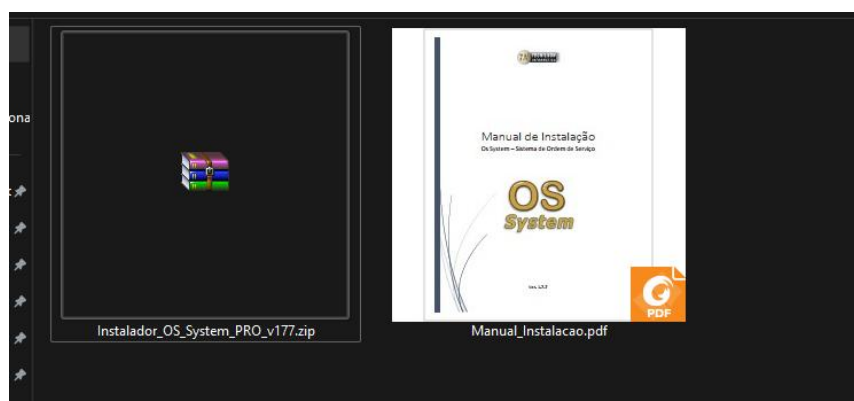 ona
Manual de Instalação
Os System – Sistema de Ordem de Serviço
OS
System
PDF
Instalador_OS_System_PRO_v177.zip
Manual_Instalacao.pdf